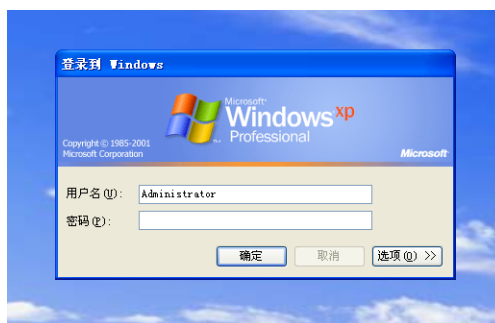 登录到 Windows
Microsoft
Windows xp
Professional
Copyright © 1985-2001
Microsoft Corporation
Microsoft
用户名(U):
Administrator
密码(P):
确定
取消
选项(O) >>